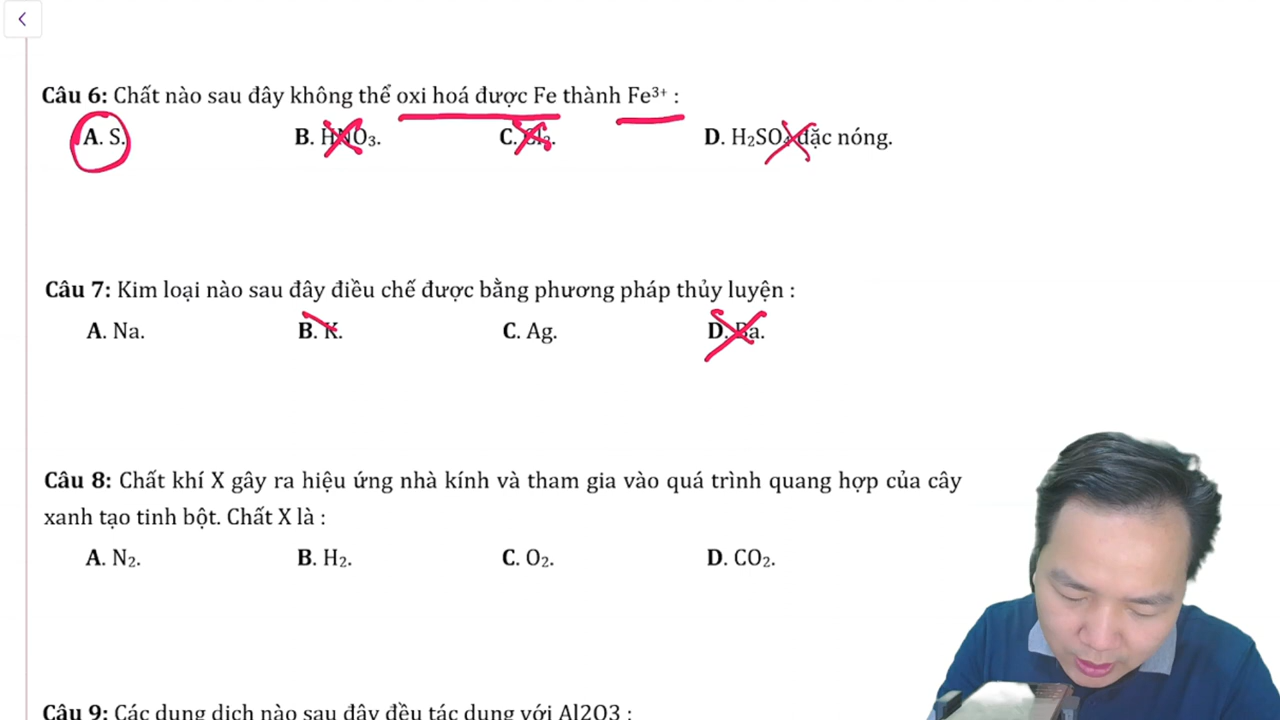 Câu 6: Chất nào sau đây không thể oxi hoá được Fe thành Fe³⁺ :
A. S. B. HNO₃. C. Cl₂. D. H₂SO₄ đặc nóng.
Câu 7: Kim loại nào sau đây điều chế được bằng phương pháp thủy luyện :
A. Na. B. K. C. Ag. D. Ba.
Câu 8: Chất khí X gây ra hiệu ứng nhà kính và tham gia vào quá trình quang hợp của cây
xanh tạo tinh bột. Chất X là :
A. N₂. B. H₂. C. O₂. D. CO₂.
Câu 9: Các dung dịch nào sau đây đều tác dụng với Al2O3 :